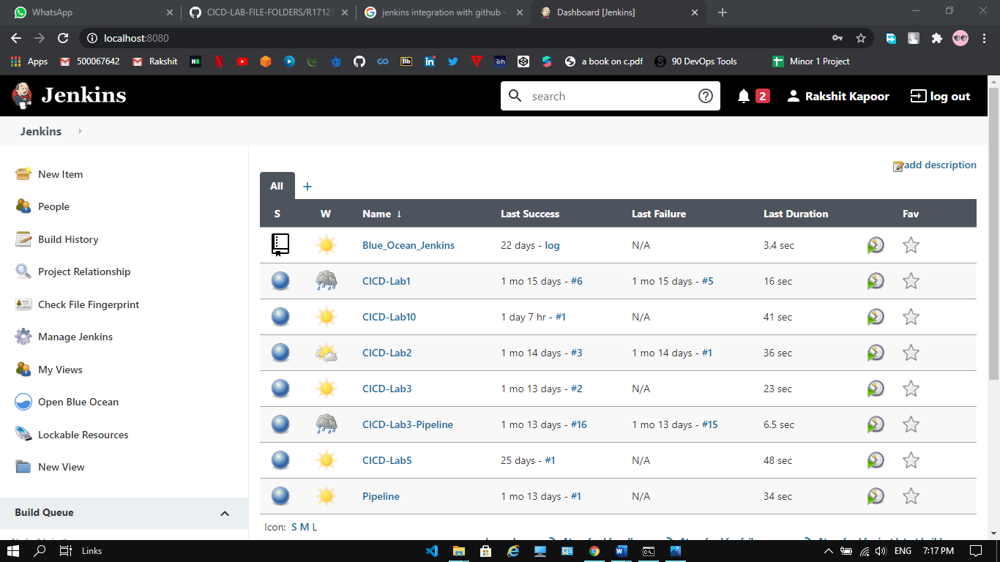 WhatsApp
CICD-LAB-FILE-FOLDERS/R17121
jenkins integration with github -
Dashboard [Jenkins]
localhost:8080
Apps
500067642
Rakshit
a book on c.pdf
90 DevOps Tools
Minor 1 Project
Jenkins
search
2
Rakshit Kapoor
log out
Jenkins
New Item
People
Build History
Project Relationship
Check File Fingerprint
Manage Jenkins
My Views
Open Blue Ocean
Lockable Resources
New View
Build Queue
add description
All +
S W Name ↓ Last Success Last Failure Last Duration Fav
Blue_Ocean_Jenkins 22 days - log N/A 3.4 sec
CICD-Lab1 1 mo 15 days - #6 1 mo 15 days - #5 16 sec
CICD-Lab10 1 day 7 hr - #1 N/A 41 sec
CICD-Lab2 1 mo 14 days - #3 1 mo 14 days - #1 36 sec
CICD-Lab3 1 mo 13 days - #2 N/A 23 sec
CICD-Lab3-Pipeline 1 mo 13 days - #16 1 mo 13 days - #15 6.5 sec
CICD-Lab5 25 days - #1 N/A 48 sec
Pipeline 1 mo 13 days - #1 N/A 34 sec
Icon: S M L
Links
ENG
7:17 PM